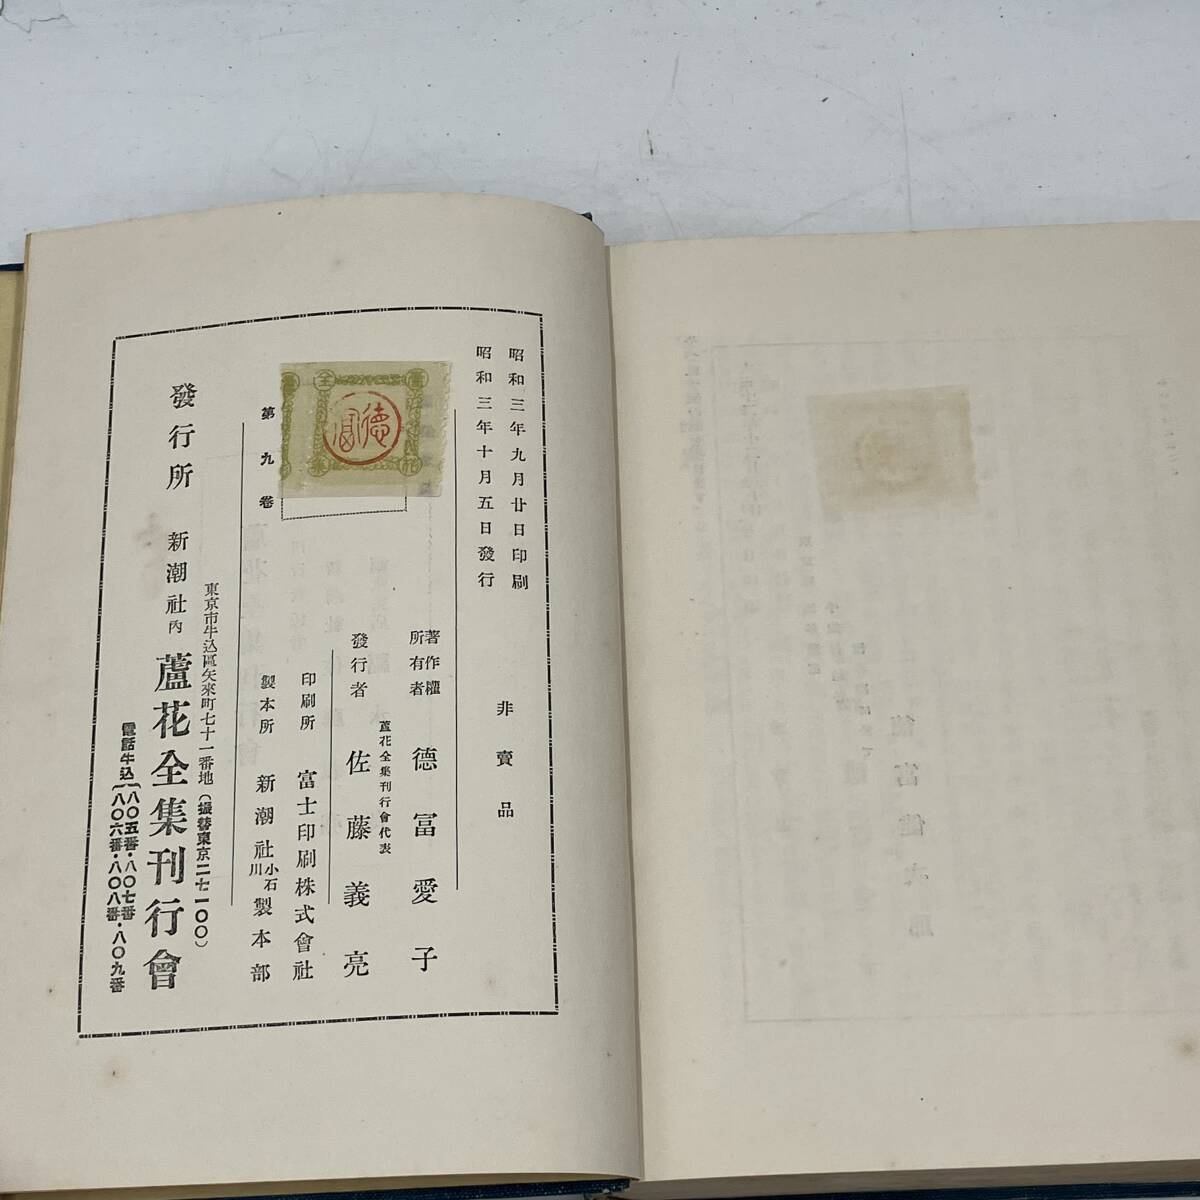 昭和三年九月廿日印刷
昭和三年十月五日發行
非賣品
著作權所有者
德冨愛子
蘆花全集刊行會代表
發行者
佐藤義亮
印刷所
富士印刷株式會社
製本所
新潮社小石川製本部
德冨
第九卷
東京市牛込區矢來町七十一番地(振替東京二七一〇〇)
發行所
新潮社內
蘆花全集刊行會
電話牛込
八〇五番・八〇七番
八〇六番・八〇八番・八〇九番